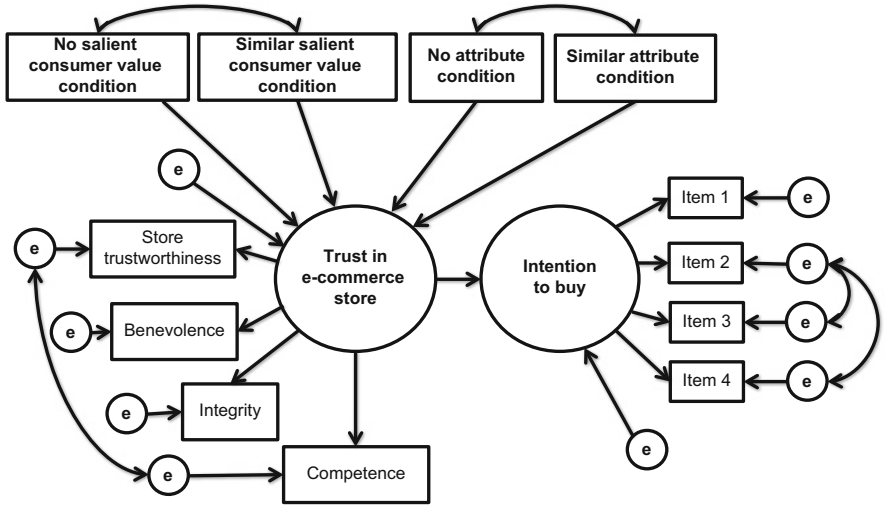 No salient
consumer value
condition
Similar salient
consumer value
condition
No attribute
condition
Similar attribute
condition
e
e
Store
trustworthiness
Trust in
e-commerce
store
Intention
to buy
Item 1
e
Item 2
e
e
Benevolence
Item 3
e
Item 4
e
e
Integrity
e
e
Competence